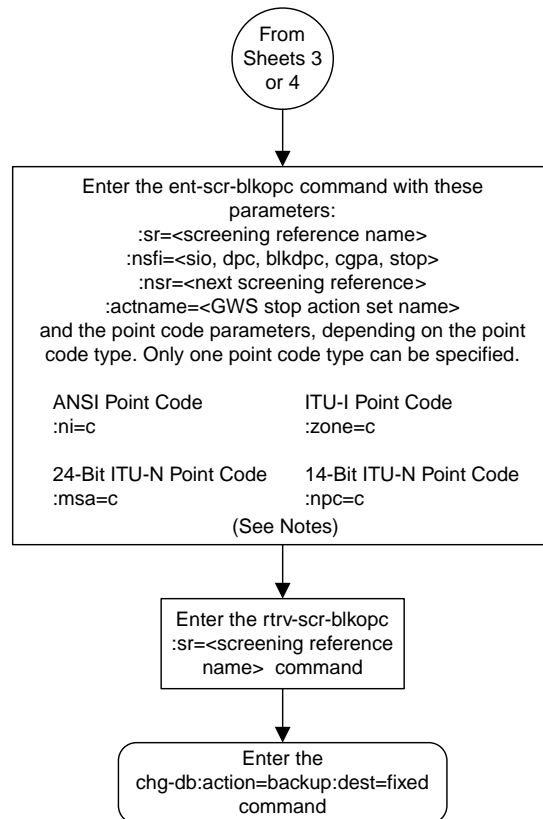 From
Sheets 3
or 4
Enter the ent-scr-blkopc command with these
parameters:
:sr=<screening reference name>
:nsfi=<sio, dpc, blkdpc, cgpa, stop>
:nsr=<next screening reference>
:actname=<GWS stop action set name>
and the point code parameters, depending on the point
code type. Only one point code type can be specified.
ANSI Point Code
:ni=c
ITU-I Point Code
:zone=c
24-Bit ITU-N Point Code
:msa=c
14-Bit ITU-N Point Code
:npc=c
(See Notes)
Enter the rtrv-scr-blkopc
:sr=<screening reference
name>  command
Enter the
chg-db:action=backup:dest=fixed
command